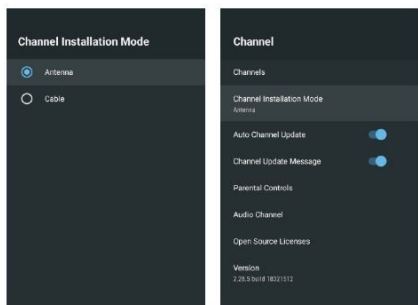 Channel Installation Mode
Antenna
Cable
Channel
Channels
Channel Installation Mode
Antenna
Auto Channel Update
Channel Update Message
Parental Controls
Audio Channel
Open Source Licenses
Version
2.28.5 build 18321512